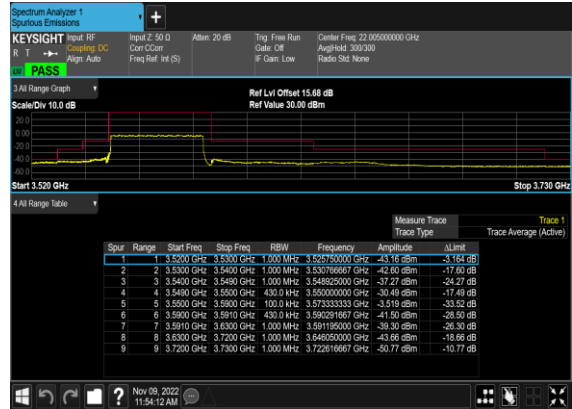 Spectrum Analyzer 1
Spurious Emissions
KEYSIGHT Input: RF Input Z: 50 Ω Atten: 20 dB Trig: Free Run Center Freq: 22.005000000 GHz
R T Coupling: DC Corr CCorr Gate: Off Avg|Hold: 300/300
Align: Auto Freq Ref: Int (S) IF Gain: Low Radio Std: None
PASS
3 All Range Graph
Ref Lvl Offset 15.68 dB
Scale/Div 10.0 dB Ref Value 30.00 dBm
20.0
0.00
-20.0
-40.0
-60.0
Start 3.520 GHz Stop 3.730 GHz
4 All Range Table
Measure Trace Trace 1
Trace Type Trace Average (Active)
Spur Range Start Freq Stop Freq RBW Frequency Amplitude ΔLimit
1 1 3.5200 GHz 3.5300 GHz 1.000 MHz 3.525750000 GHz -43.16 dBm -3.164 dB
2 2 3.5300 GHz 3.5400 GHz 1.000 MHz 3.530766667 GHz -42.60 dBm -17.60 dB
3 3 3.5400 GHz 3.5490 GHz 1.000 MHz 3.548925000 GHz -37.27 dBm -24.27 dB
4 4 3.5490 GHz 3.5500 GHz 430.0 kHz 3.550000000 GHz -30.49 dBm -17.49 dB
5 5 3.5500 GHz 3.5900 GHz 100.0 kHz 3.573333333 GHz -3.519 dBm -33.52 dB
6 6 3.5900 GHz 3.5910 GHz 430.0 kHz 3.590291667 GHz -41.50 dBm -28.50 dB
7 7 3.5910 GHz 3.6300 GHz 1.000 MHz 3.591195000 GHz -39.30 dBm -26.30 dB
8 8 3.6300 GHz 3.7200 GHz 1.000 MHz 3.646050000 GHz -43.66 dBm -18.66 dB
9 9 3.7200 GHz 3.7300 GHz 1.000 MHz 3.722616667 GHz -50.77 dBm -10.77 dB
Nov 09, 2022
11:54:12 AM